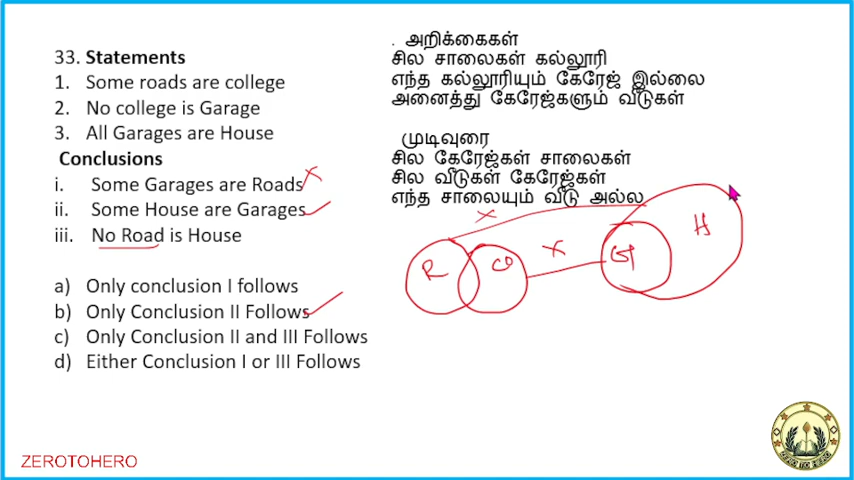 33. Statements
1. Some roads are college
2. No college is Garage
3. All Garages are House
Conclusions
i. Some Garages are Roads
ii. Some House are Garages
iii. No Road is House
a) Only conclusion I follows
b) Only Conclusion II Follows
c) Only Conclusion II and III Follows
d) Either Conclusion I or III Follows
. அறிக்கைகள்
சில சாலைகள் கல்லூரி
எந்த கல்லூரியும் கேரேஜ் இல்லை
அனைத்து கேரேஜ்களும் வீடுகள்
முடிவுரை
சில கேரேஜ்கள் சாலைகள்
சில வீடுகள் கேரேஜ்கள்
எந்த சாலையும் வீடு அல்ல
R CO G H
ZEROTOHERO